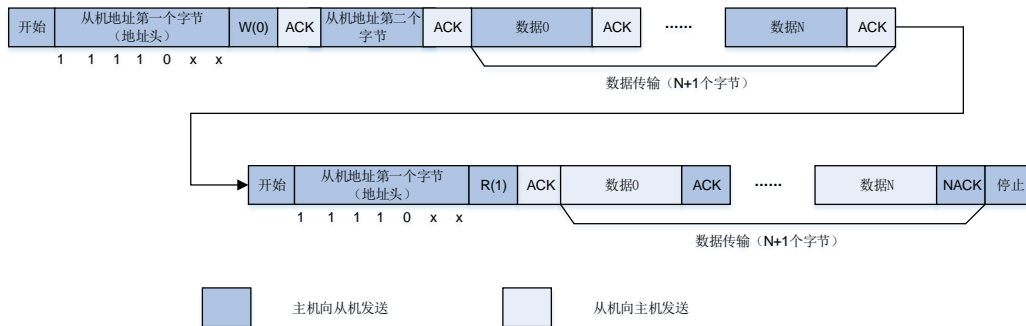 开始 从机地址第一个字节 W(0) ACK 从机地址第二个 ACK 数据0 ACK ...... 数据N ACK
（地址头） 字节
1 1 1 1 0 x x
数据传输（N+1个字节）
开始 从机地址第一个字节 R(1) ACK 数据0 ACK ...... 数据N NACK 停止
（地址头）
1 1 1 1 0 x x
数据传输（N+1个字节）
主机向从机发送 从机向主机发送